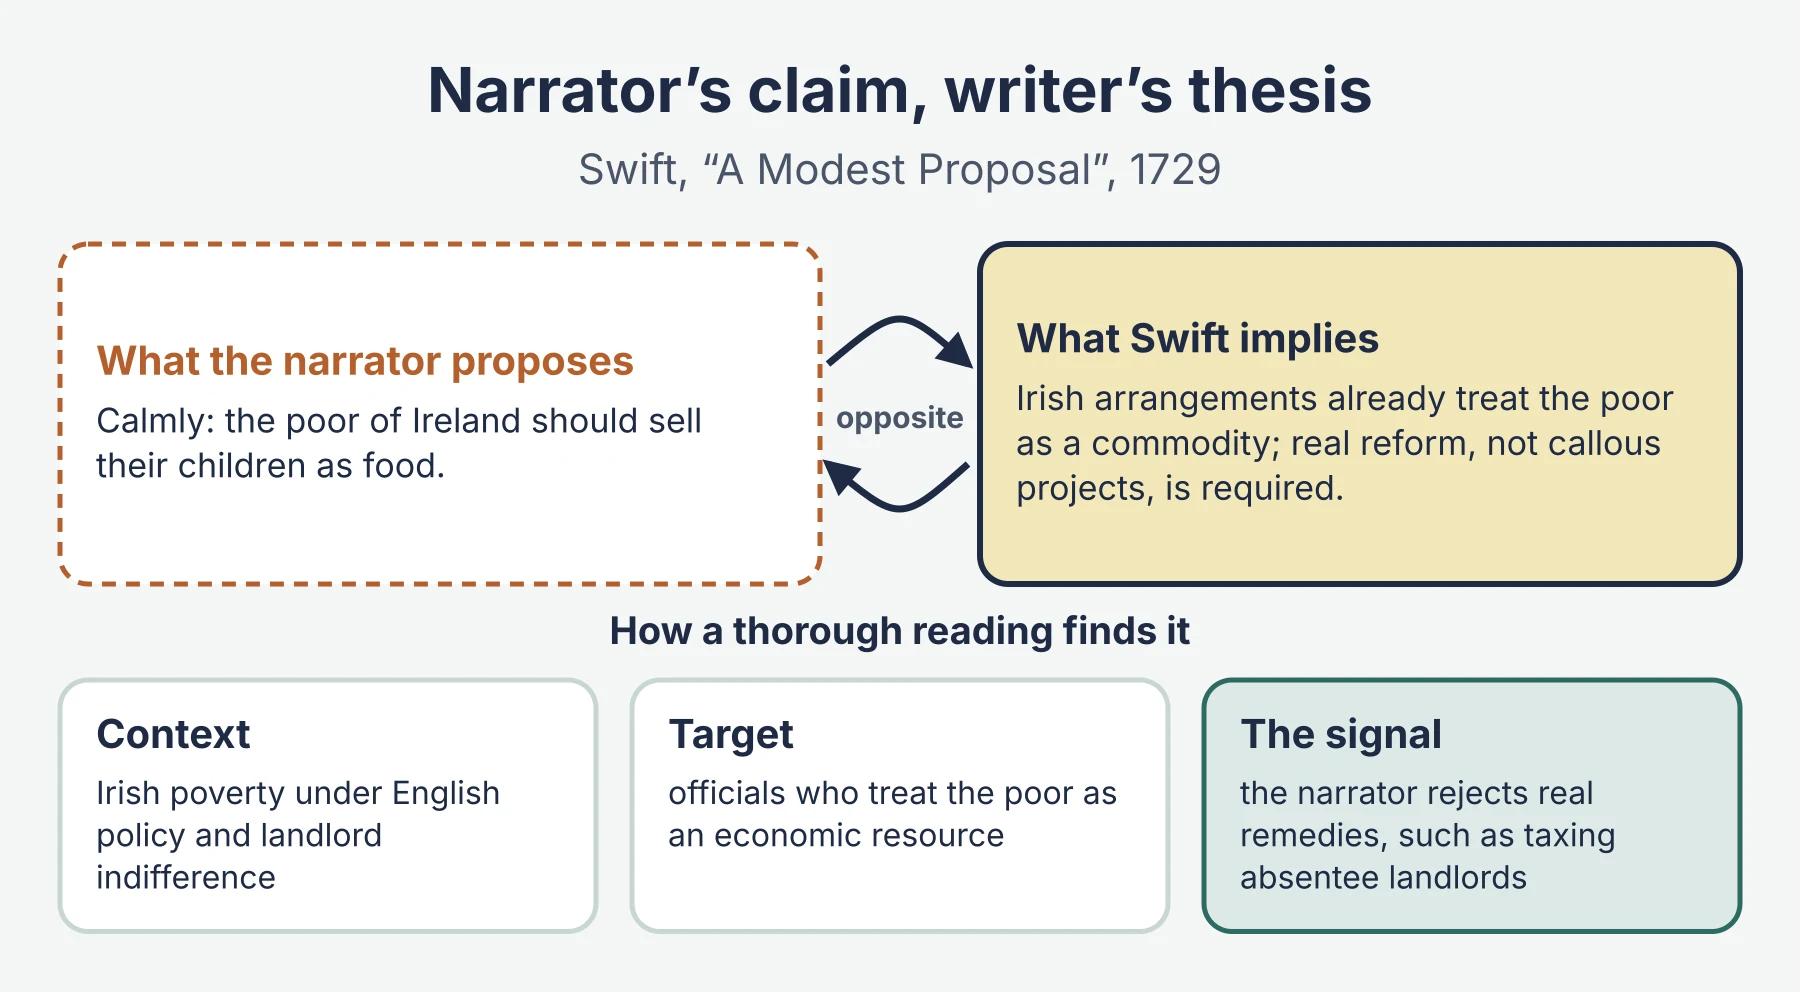 Narrator’s claim, writer’s thesis
Swift, “A Modest Proposal”, 1729
What the narrator proposes
Calmly: the poor of Ireland should sell
their children as food.
opposite
What Swift implies
Irish arrangements already treat the poor
as a commodity; real reform, not callous
projects, is required.
How a thorough reading finds it
Context
Irish poverty under English
policy and landlord
indifference
Target
officials who treat the poor as
an economic resource
The signal
the narrator rejects real
remedies, such as taxing
absentee landlords